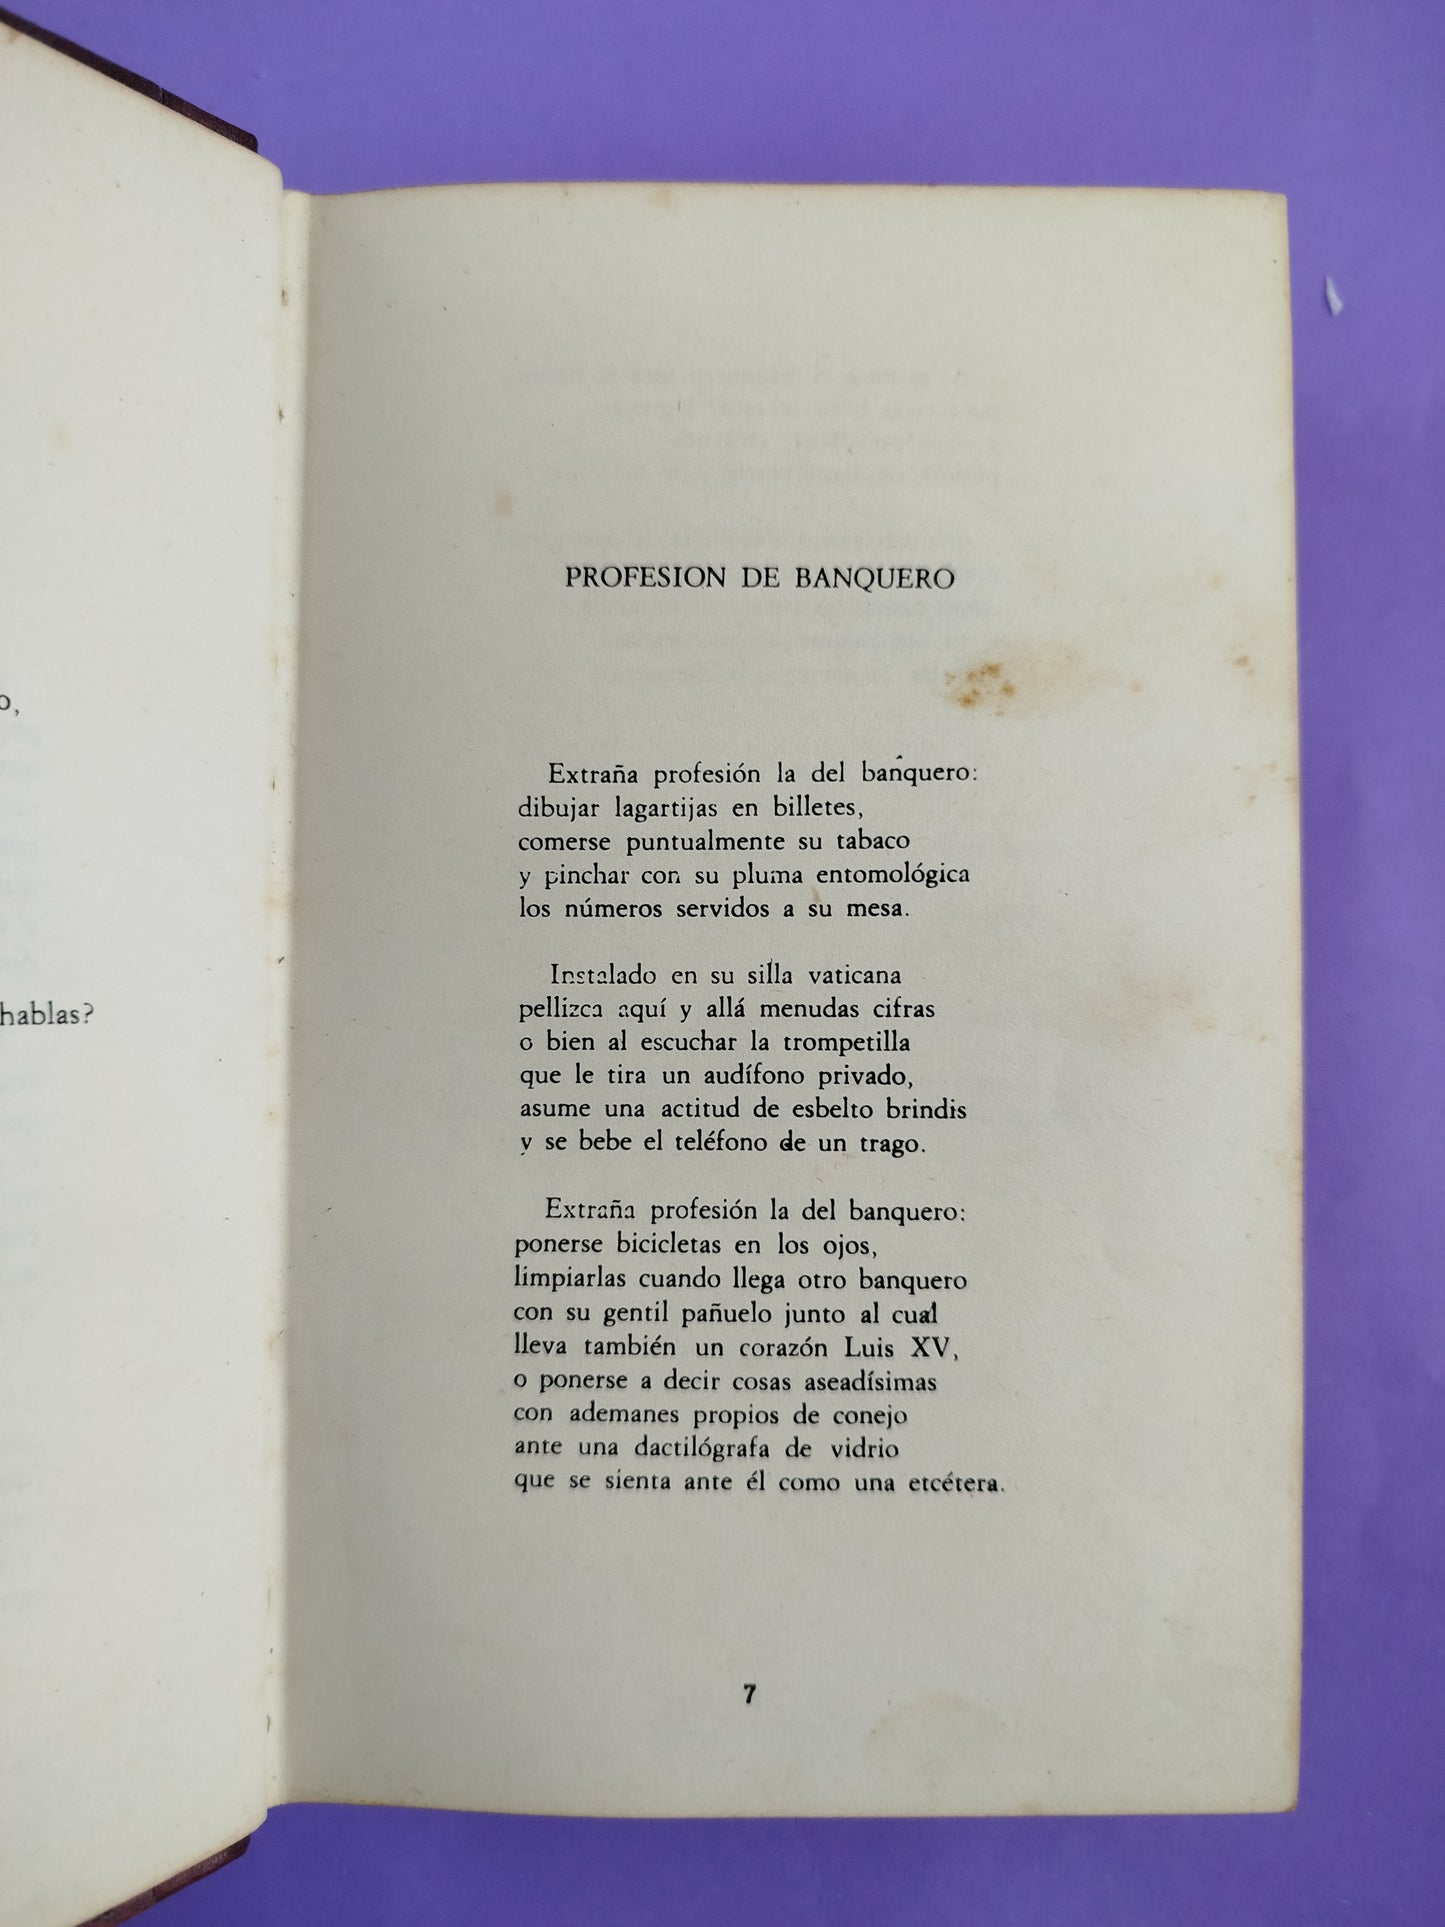 o,
hablas?
PROFESION DE BANQUERO
Extraña profesión la del banquero:
dibujar lagartijas en billetes,
comerse puntualmente su tabaco
y pinchar con su pluma entomológica
los números servidos a su mesa.
Instalado en su silla vaticana
pellizca aquí y allá menudas cifras
o bien al escuchar la trompetilla
que le tira un audífono privado,
asume una actitud de esbelto brindis
y se bebe el teléfono de un trago.
Extraña profesión la del banquero:
ponerse bicicletas en los ojos,
limpiarlas cuando llega otro banquero
con su gentil pañuelo junto al cual
lleva también un corazón Luis XV,
o ponerse a decir cosas aseadísimas
con ademanes propios de conejo
ante una dactilógrafa de vidrio
que se sienta ante él como una etcétera.
7